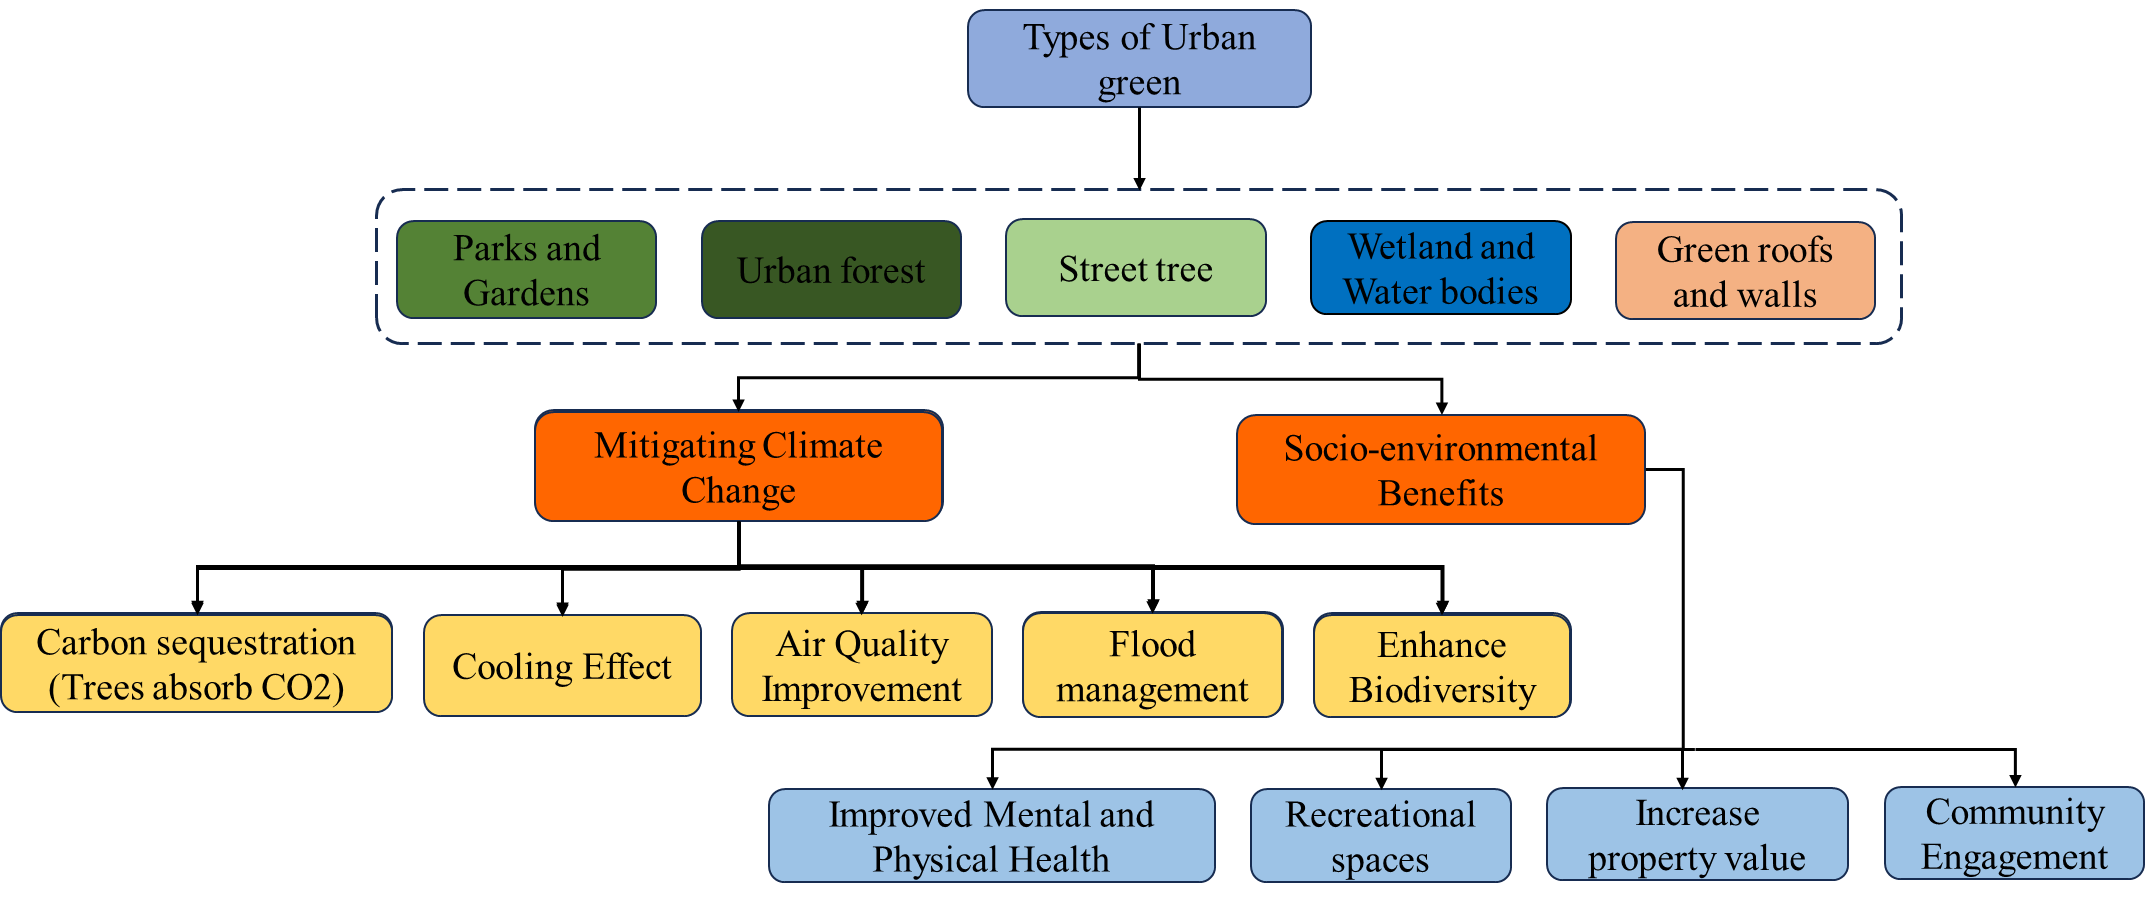 Types of Urban
green
Parks and
Gardens
Urban forest
Street tree
Wetland and
Water bodies
Green roofs
and walls
Mitigating Climate
Change
Socio-environmental
Benefits
Carbon sequestration
(Trees absorb CO2)
Cooling Effect
Air Quality
Improvement
Flood
management
Enhance
Biodiversity
Improved Mental and
Physical Health
Recreational
spaces
Increase
property value
Community
Engagement